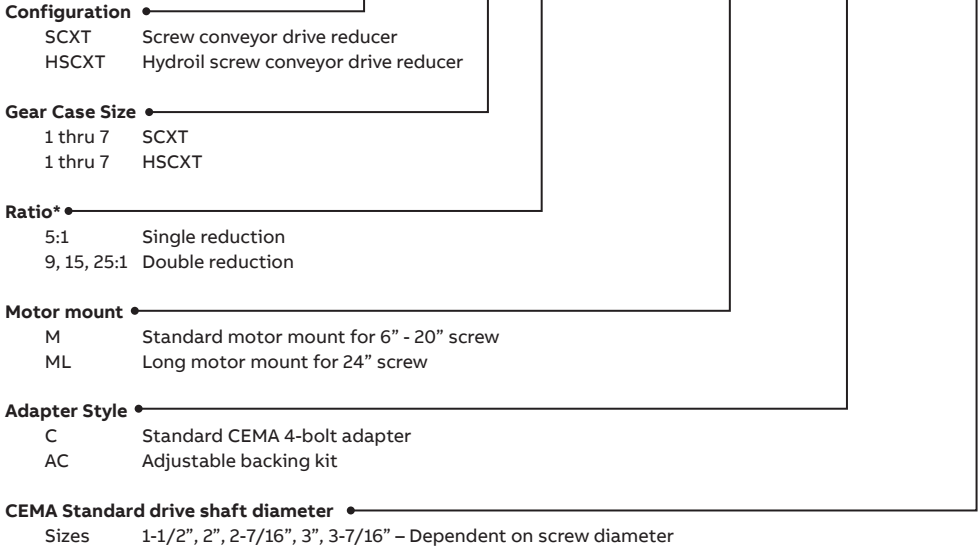 Configuration
SCXT Screw conveyor drive reducer
HSCXT Hydroil screw conveyor drive reducer
Gear Case Size
1 thru 7 SCXT
1 thru 7 HSCXT
Ratio*
5:1 Single reduction
9, 15, 25:1 Double reduction
Motor mount
M Standard motor mount for 6” - 20” screw
ML Long motor mount for 24” screw
Adapter Style
C Standard CEMA 4-bolt adapter
AC Adjustable backing kit
CEMA Standard drive shaft diameter
Sizes 1-1/2”, 2”, 2-7/16”, 3”, 3-7/16” – Dependent on screw diameter